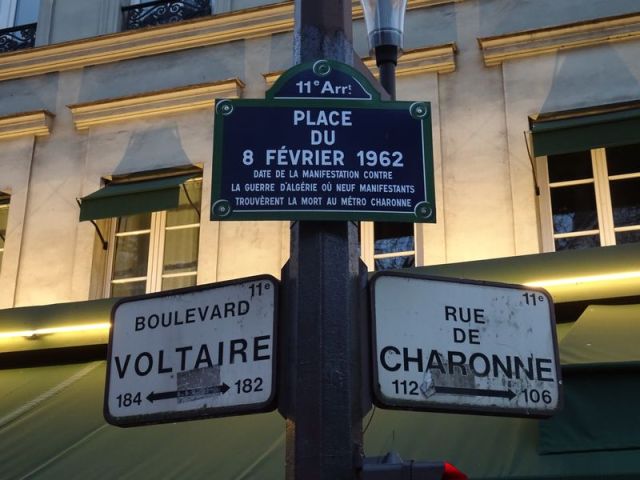 11e Arrt
PLACE
DU
8 FÉVRIER 1962
DATE DE LA MANIFESTATION CONTRE
LA GUERRE D'ALGÉRIE OÙ NEUF MANIFESTANTS
TROUVÈRENT LA MORT AU MÉTRO CHARONNE
11e
BOULEVARD
VOLTAIRE
184 182
11e
RUE
DE
CHARONNE
112 106